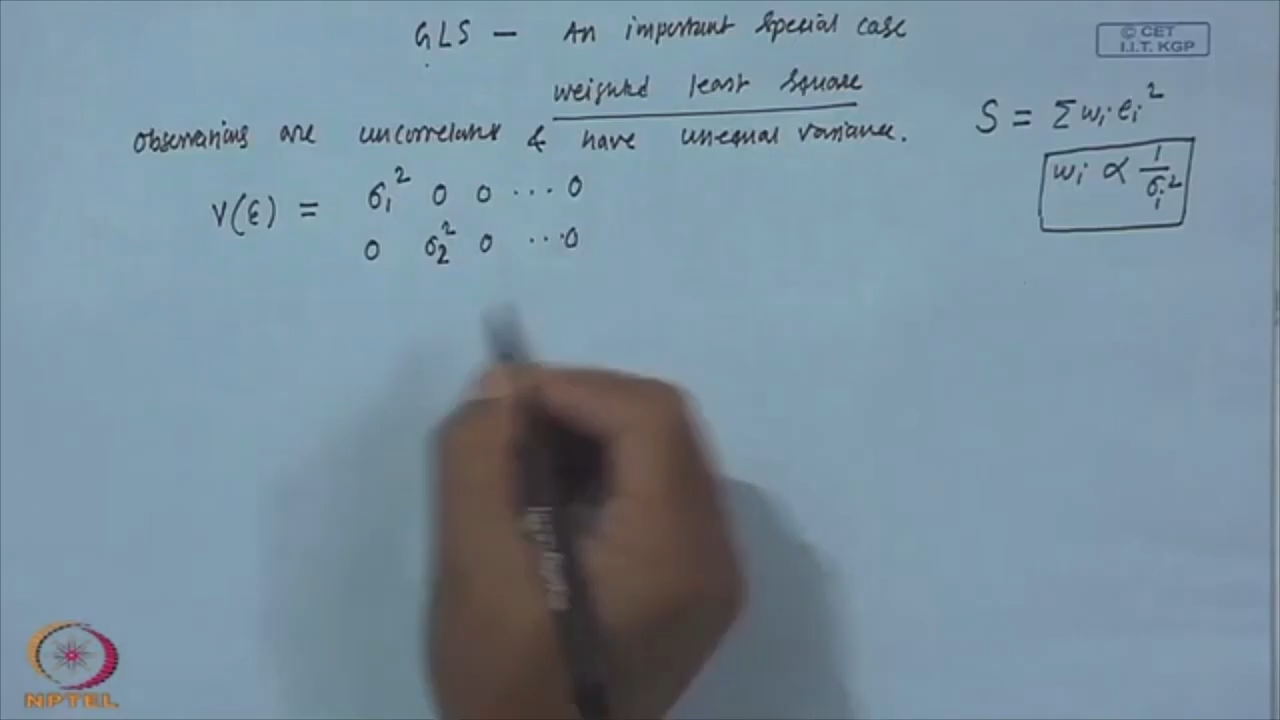 GLS — An important special case
© CET
I.I.T. KGP
weighted least square
observations are uncorrelated & have unequal variance.
S = Σ wᵢ eᵢ²
wᵢ ∝ 1/σᵢ²
V(ε) = σ₁² 0 0 ... 0
0 σ₂² 0 ... 0
NPTEL